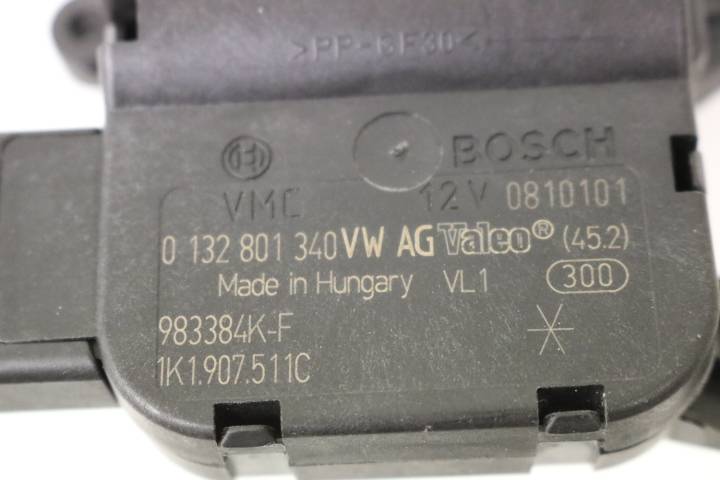 >PP-GF30<
BOSCH
VMC 12V 0810101
0 132 801 340 VW AG Valeo® (45.2)
Made in Hungary VL1 300
983384K-F
1K1.907.511C